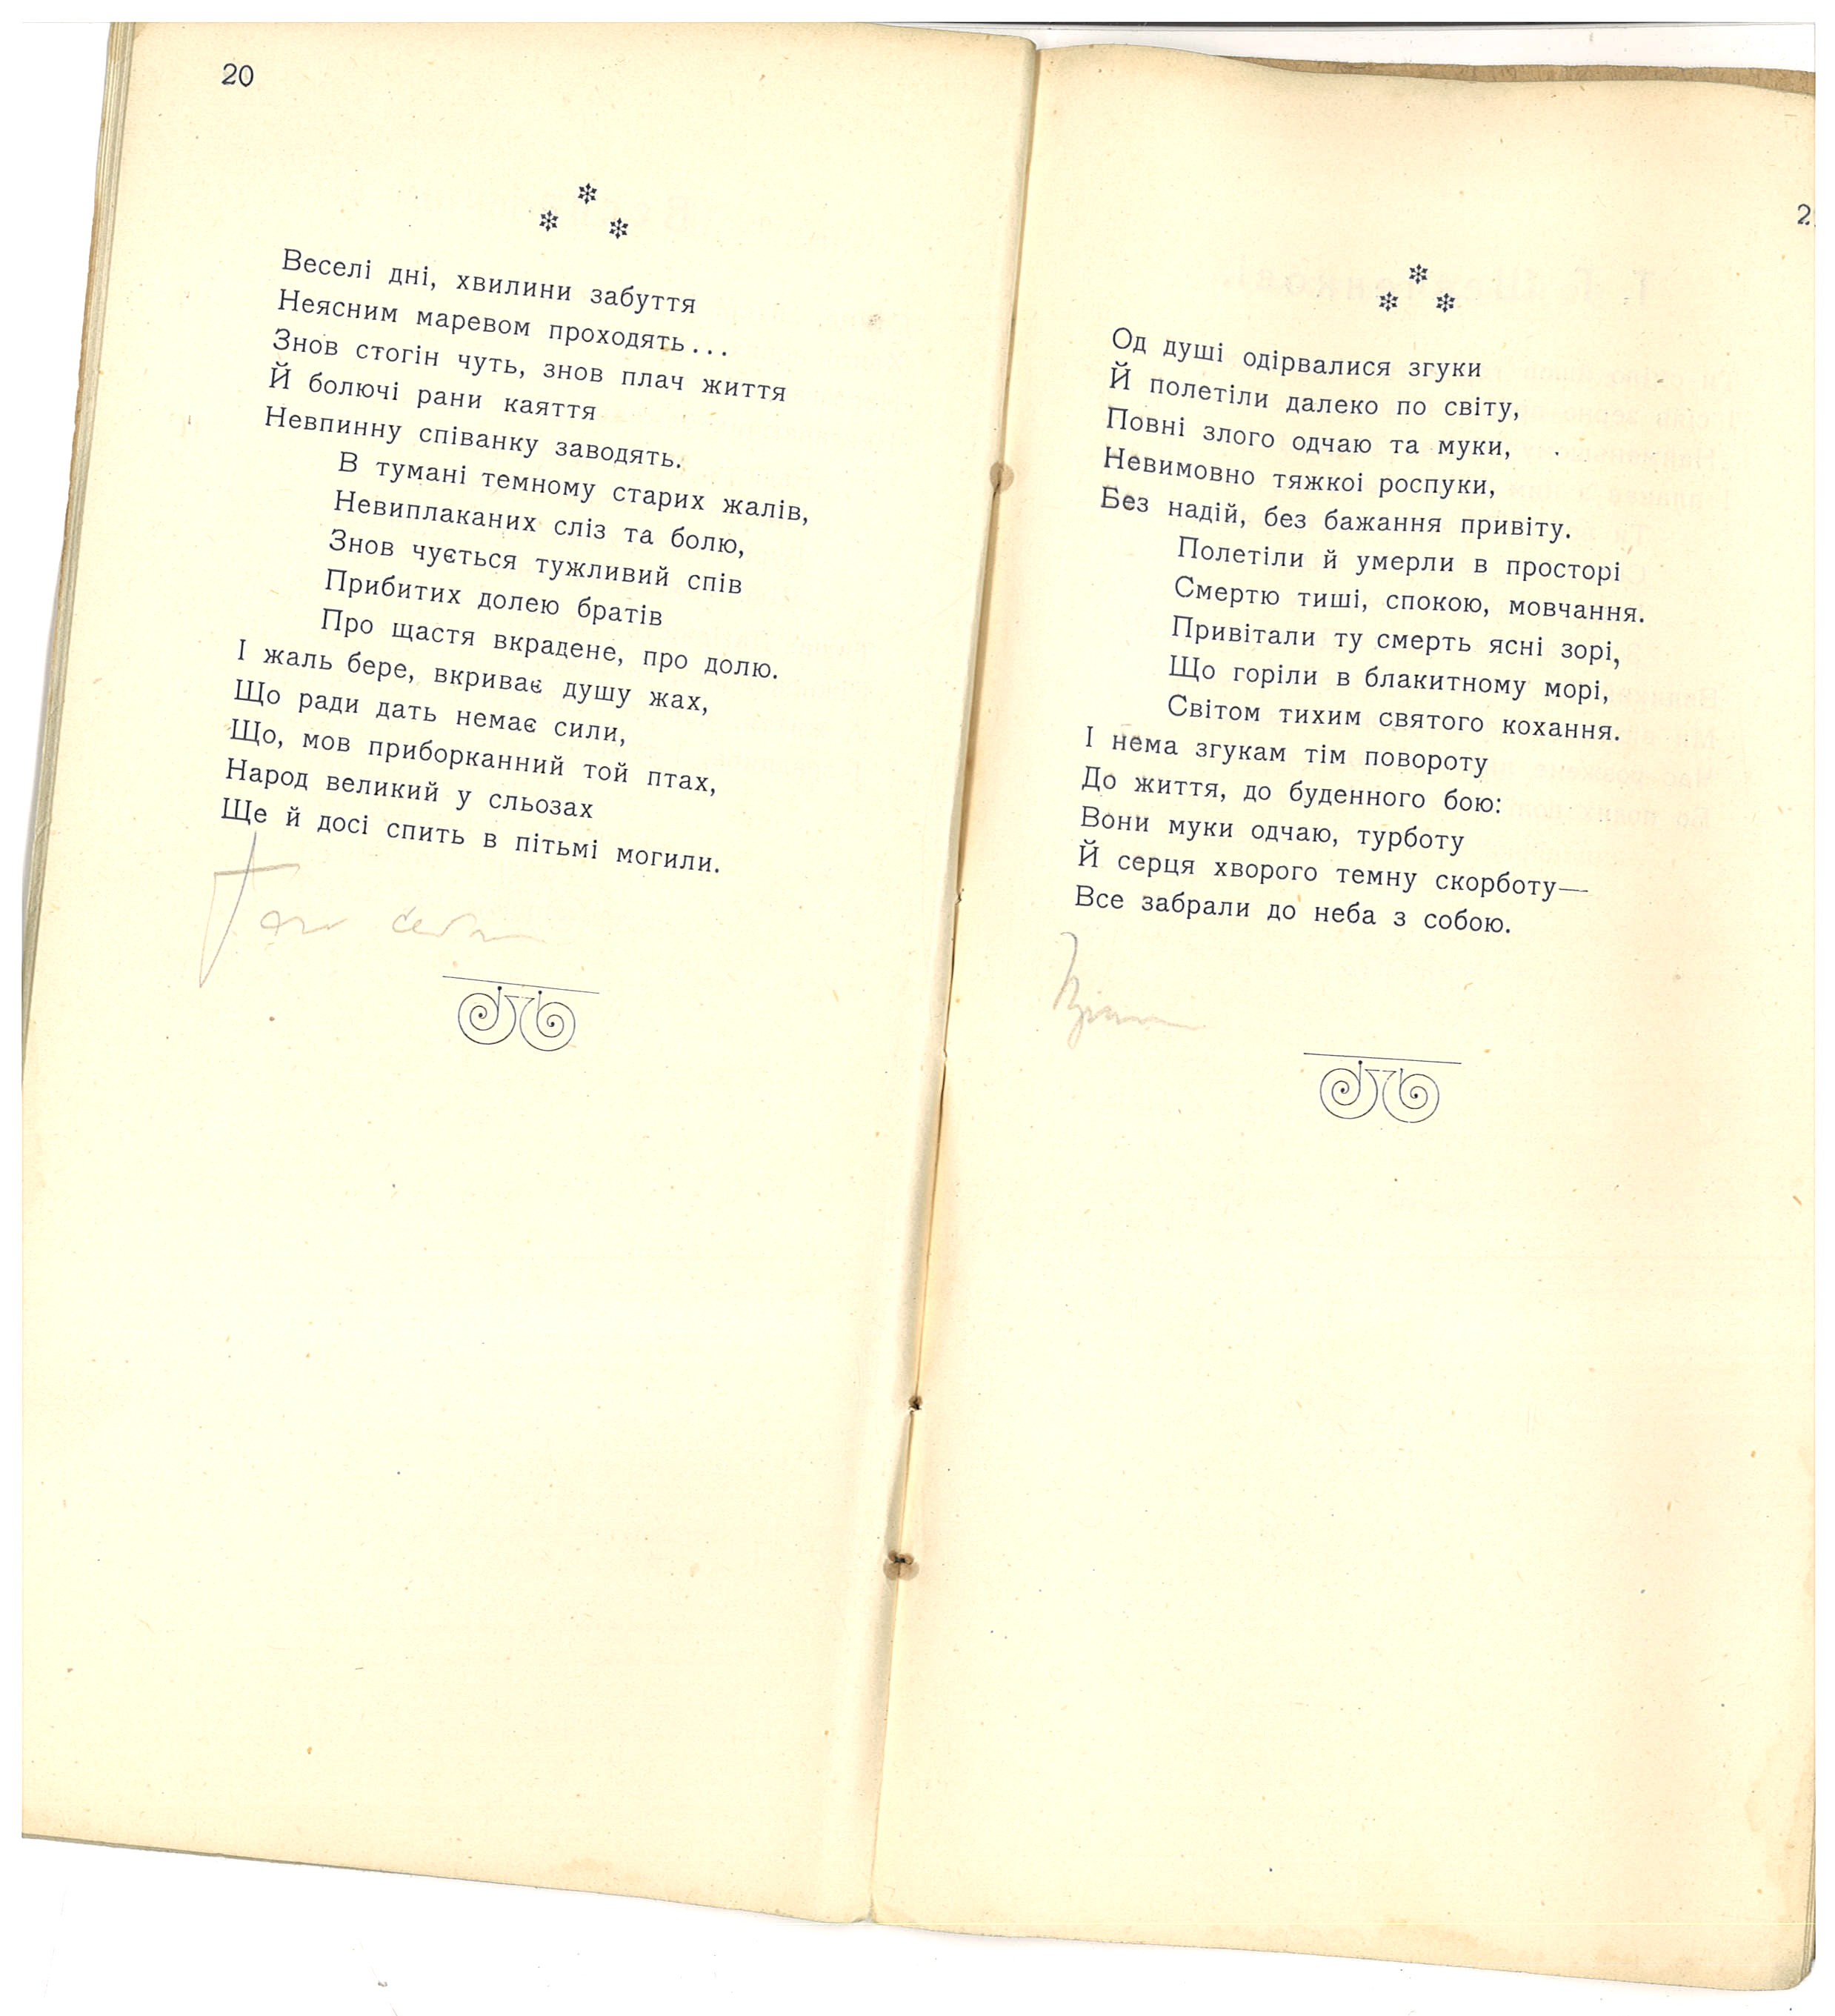 20
Веселі дні, хвилини забуття
Неясним маревом проходять...
Знов стогін чуть, знов плач життя
Й болючі рани каяття
Невпинну співанку заводять.
В тумані темному старих жалів,
Невиплаканих сліз та болю,
Знов чується тужливий спів
Прибитих долею братів
Про щастя вкрадене, про долю.
І жаль бере, вкриває душу жах,
Що ради дать немає сили,
Що, мов приборканний той птах,
Народ великий у сльозах
Ще й досі спить в пітьмі могили.
2
Од душі одірвалися згуки
Й полетіли далеко по світу,
Повні злого одчаю та муки,
Невимовно тяжкоі роспуки,
Без надій, без бажання привіту.
Полетіли й умерли в просторі
Смертю тиші, спокою, мовчання.
Привітали ту смерть ясні зорі,
Що горіли в блакитному морі,
Світом тихим святого кохання.
І нема згукам тім повороту
До життя, до буденного бою:
Вони муки одчаю, турботу
Й серця хворого темну скорботу—
Все забрали до неба з собою.